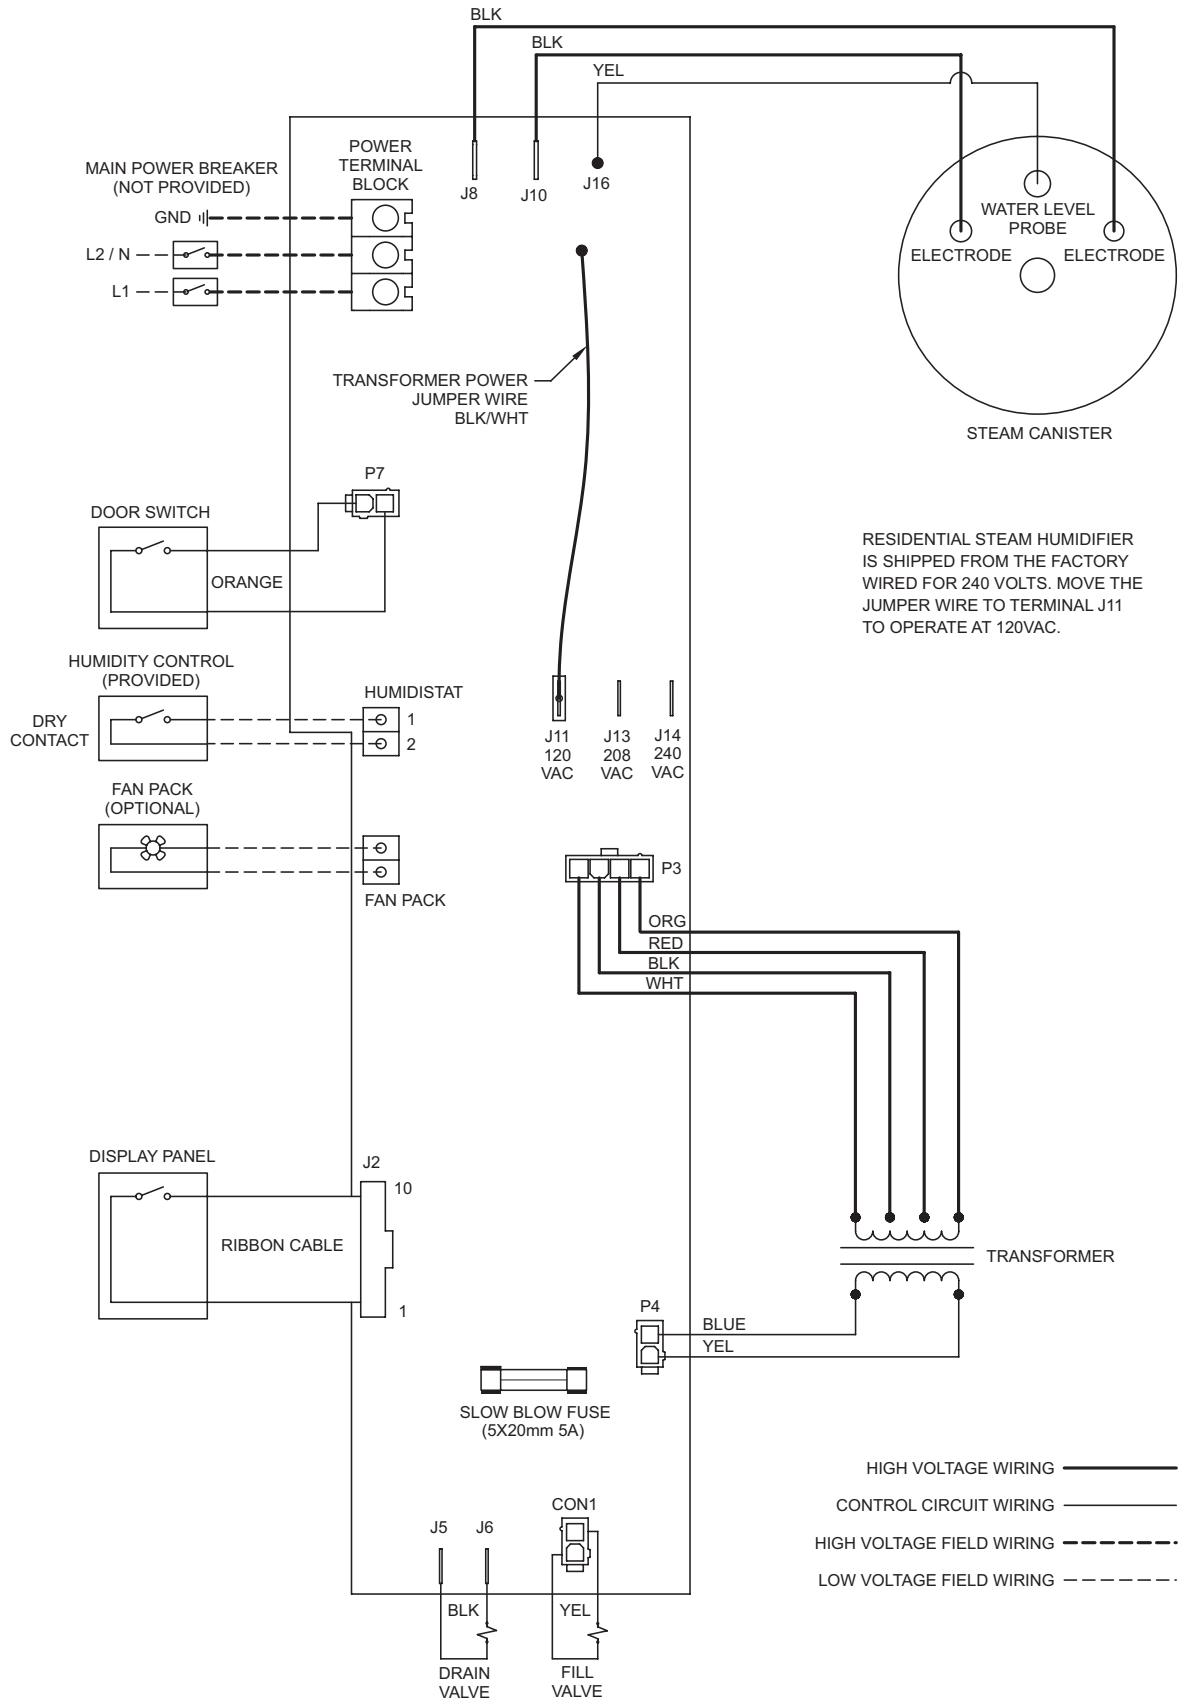 BLK
BLK
YEL
MAIN POWER BREAKER
(NOT PROVIDED)
POWER
TERMINAL
BLOCK
J8
J10
J16
GND
L2 / N
L1
WATER LEVEL
PROBE
ELECTRODE
ELECTRODE
STEAM CANISTER
TRANSFORMER POWER
JUMPER WIRE
BLK/WHT
P7
DOOR SWITCH
ORANGE
RESIDENTIAL STEAM HUMIDIFIER
IS SHIPPED FROM THE FACTORY
WIRED FOR 240 VOLTS. MOVE THE
JUMPER WIRE TO TERMINAL J11
TO OPERATE AT 120VAC.
HUMIDITY CONTROL
(PROVIDED)
DRY
CONTACT
HUMIDISTAT
1
2
J11
120
VAC
J13
208
VAC
J14
240
VAC
FAN PACK
(OPTIONAL)
FAN PACK
P3
ORG
RED
BLK
WHT
DISPLAY PANEL
J2
10
RIBBON CABLE
1
TRANSFORMER
P4
BLUE
YEL
SLOW BLOW FUSE
(5X20mm 5A)
HIGH VOLTAGE WIRING
CONTROL CIRCUIT WIRING
HIGH VOLTAGE FIELD WIRING
LOW VOLTAGE FIELD WIRING
J5
J6
CON1
BLK
YEL
DRAIN
VALVE
FILL
VALVE